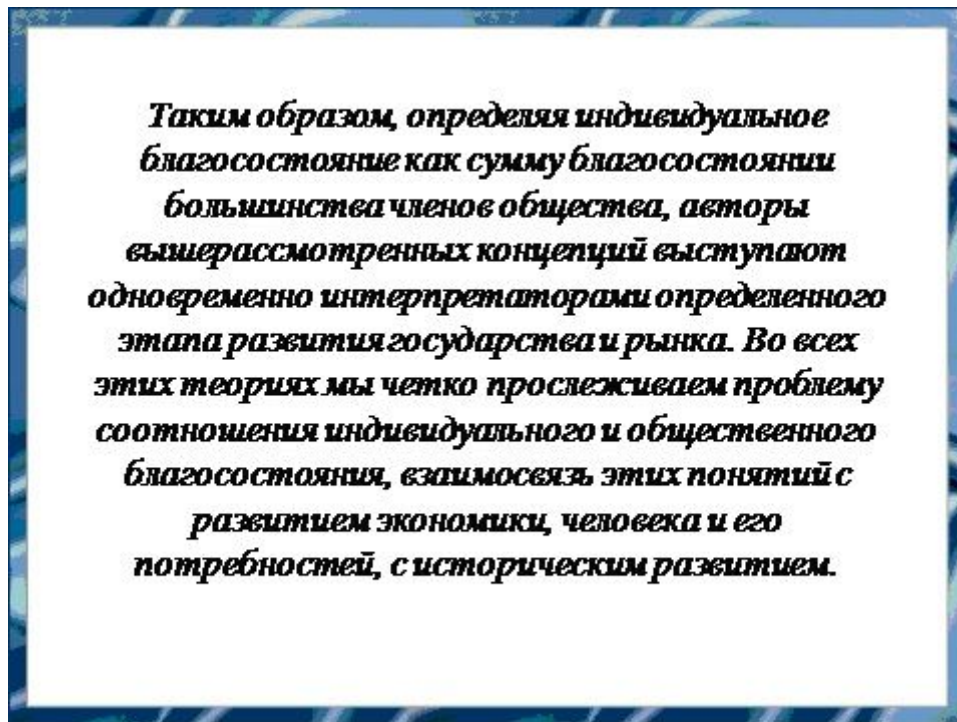 Таким образом, определяя индивидуальное
благосостояние как сумму благосостоянии
большинства членов общества, авторы
вышерассмотренных концепций выступают
одновременно интерпретаторами определенного
этапа развития государства и рынка. Во всех
этих теориях мы четко прослеживаем проблему
соотношения индивидуального и общественного
благосостояния, взаимосвязь этих понятий с
развитием экономики, человека и его
потребностей, с историческим развитием.